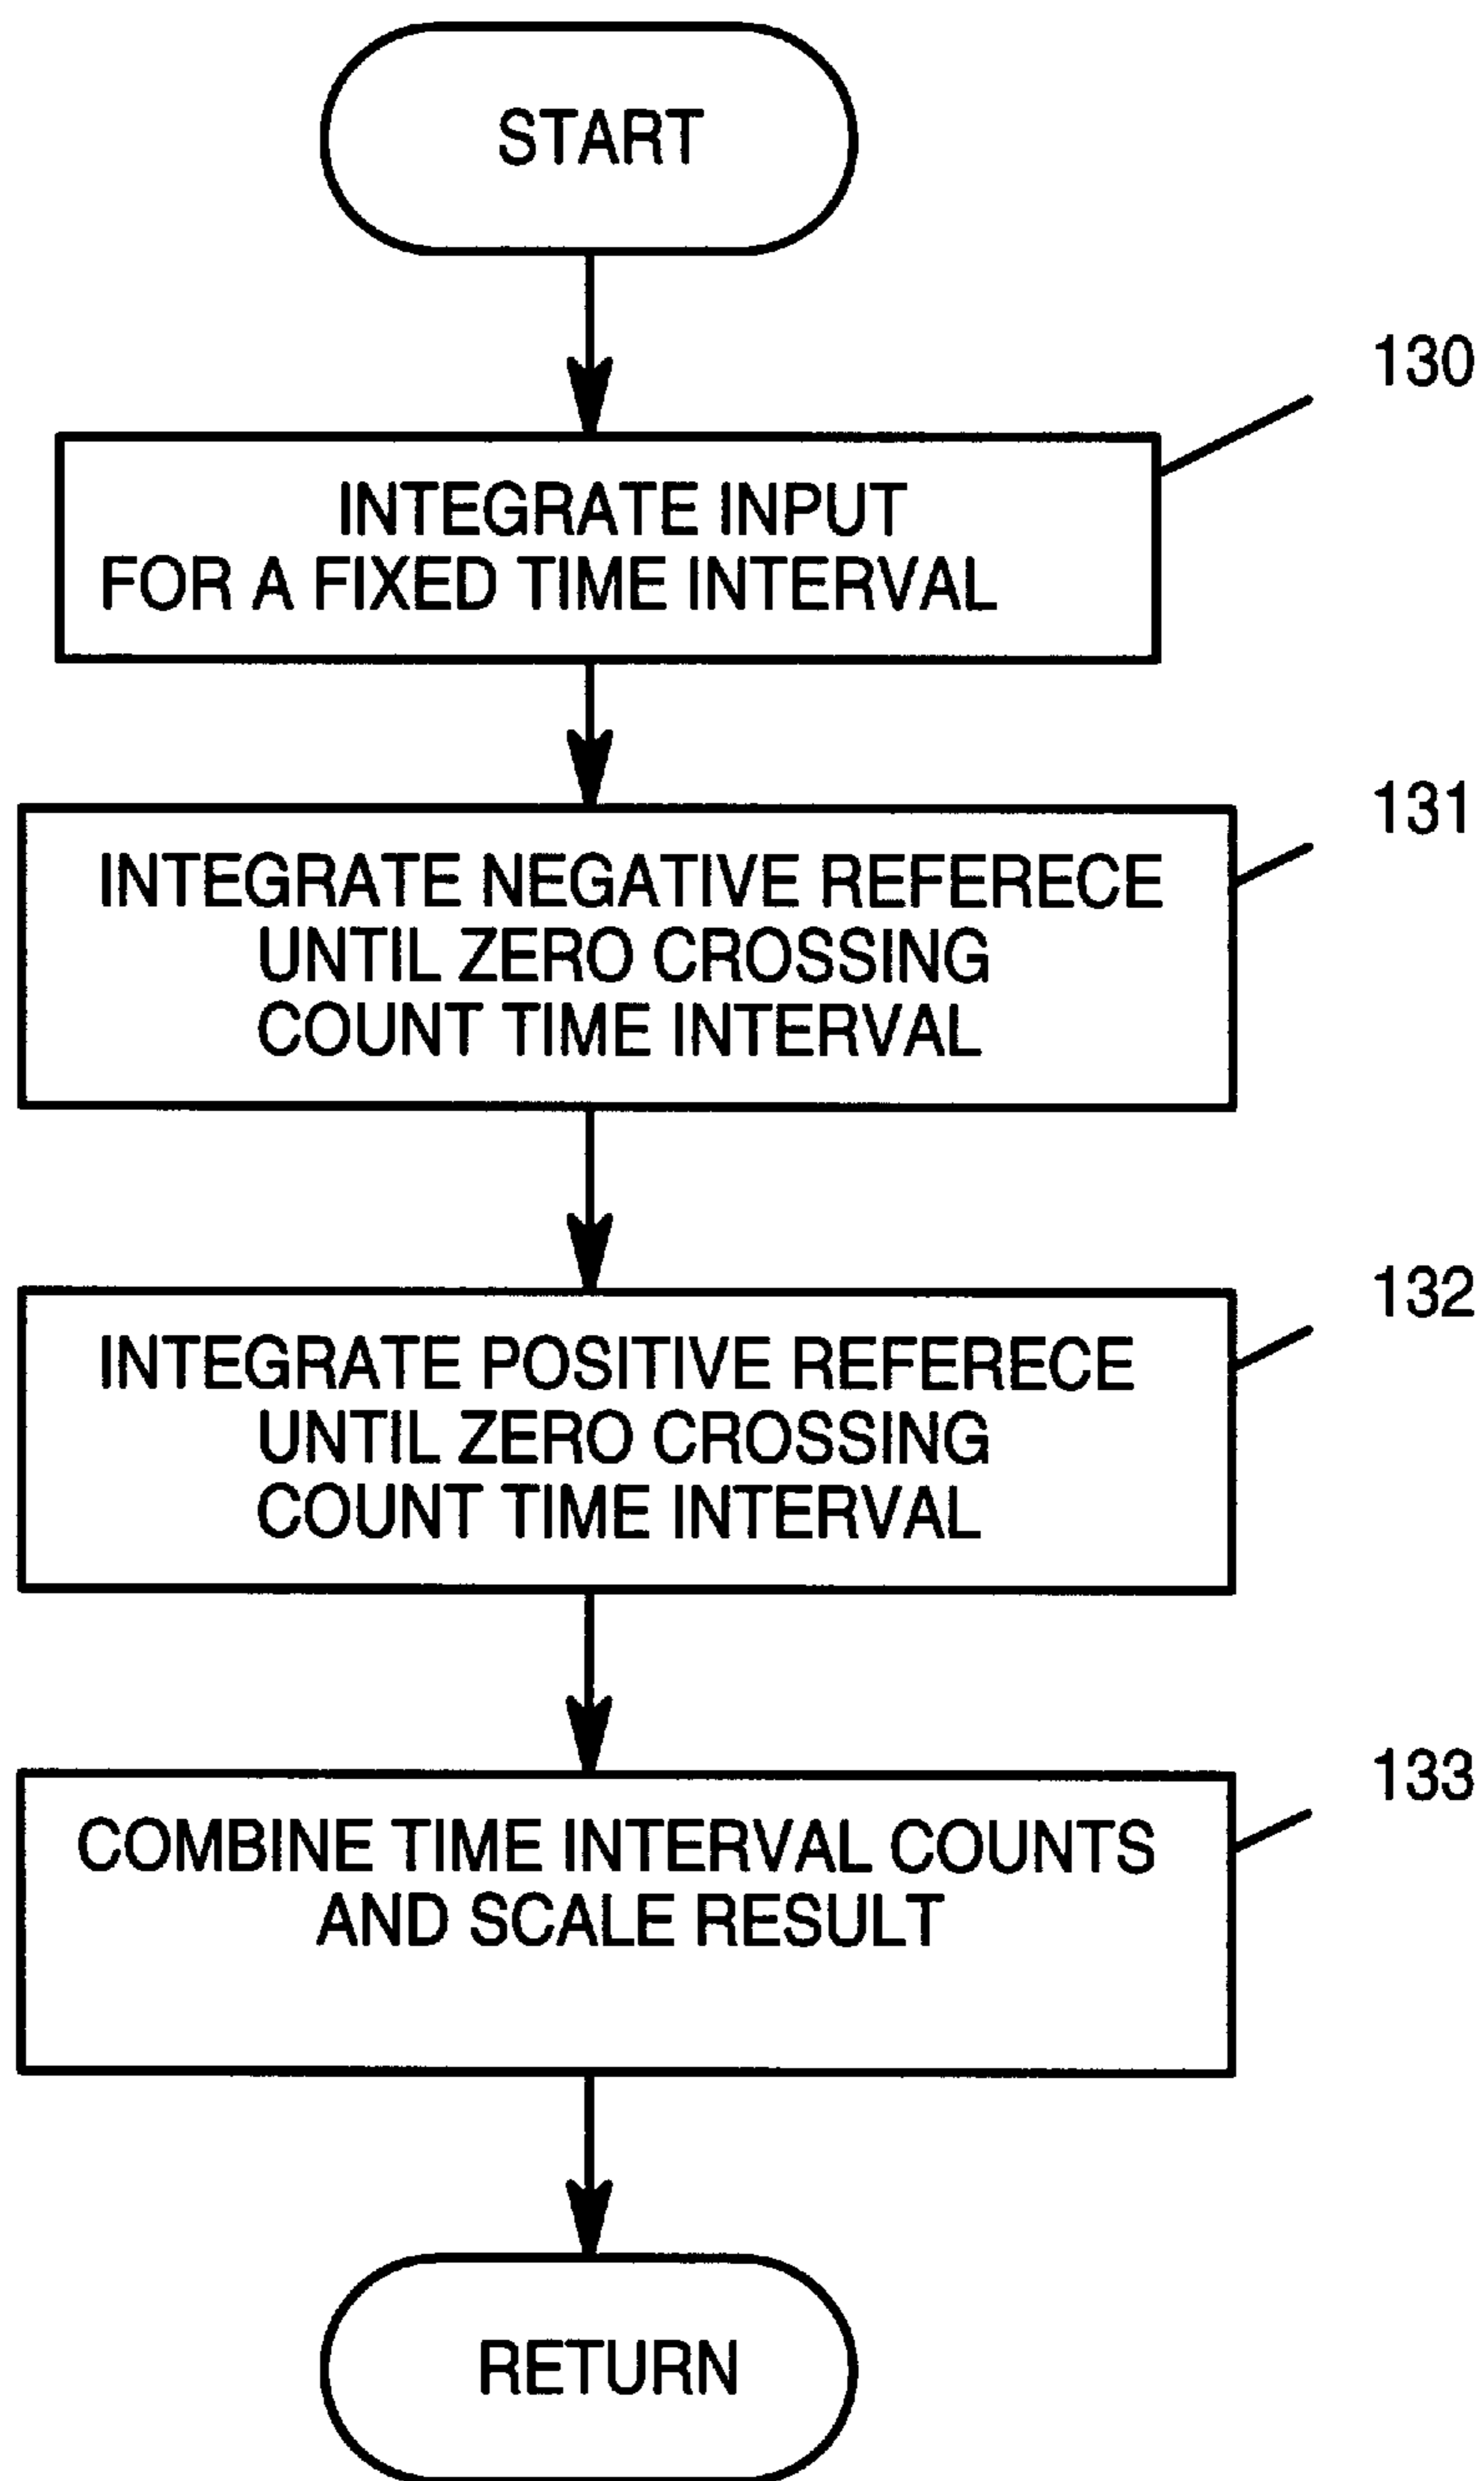 START
130
INTEGRATE INPUT
FOR A FIXED TIME INTERVAL
131
INTEGRATE NEGATIVE REFERECE
UNTIL ZERO CROSSING
COUNT TIME INTERVAL
132
INTEGRATE POSITIVE REFERECE
UNTIL ZERO CROSSING
COUNT TIME INTERVAL
133
COMBINE TIME INTERVAL COUNTS
AND SCALE RESULT
RETURN